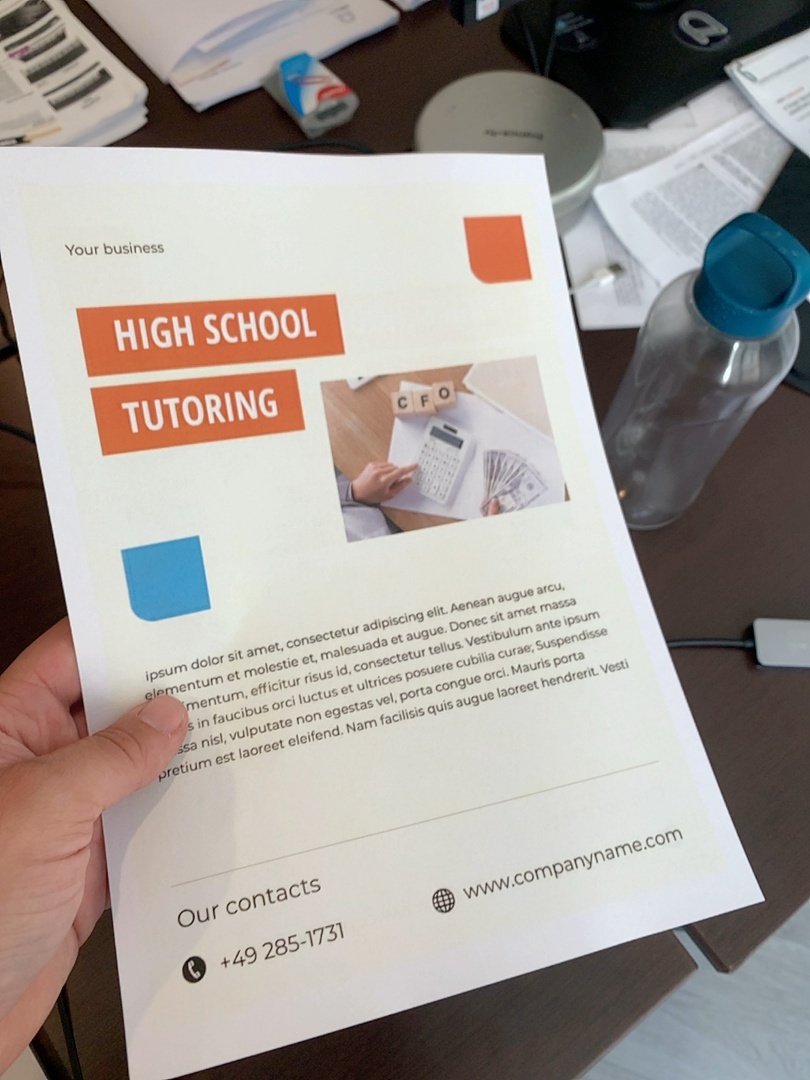 Your business
HIGH SCHOOL
TUTORING
C F O
ipsum dolor sit amet, consectetur adipiscing elit. Aenean augue arcu,
elementum et molestie et, malesuada et augue. Donec sit amet massa
imentum, efficitur risus id, consectetur tellus. Vestibulum ante ipsum
s in faucibus orci luctus et ultrices posuere cubilia curae; Suspendisse
ssa nisl, vulputate non egestas vel, porta congue orci. Mauris porta
pretium est laoreet eleifend. Nam facilisis quis augue laoreet hendrerit. Vesti
Our contacts
+49 285-1731
www.companyname.com